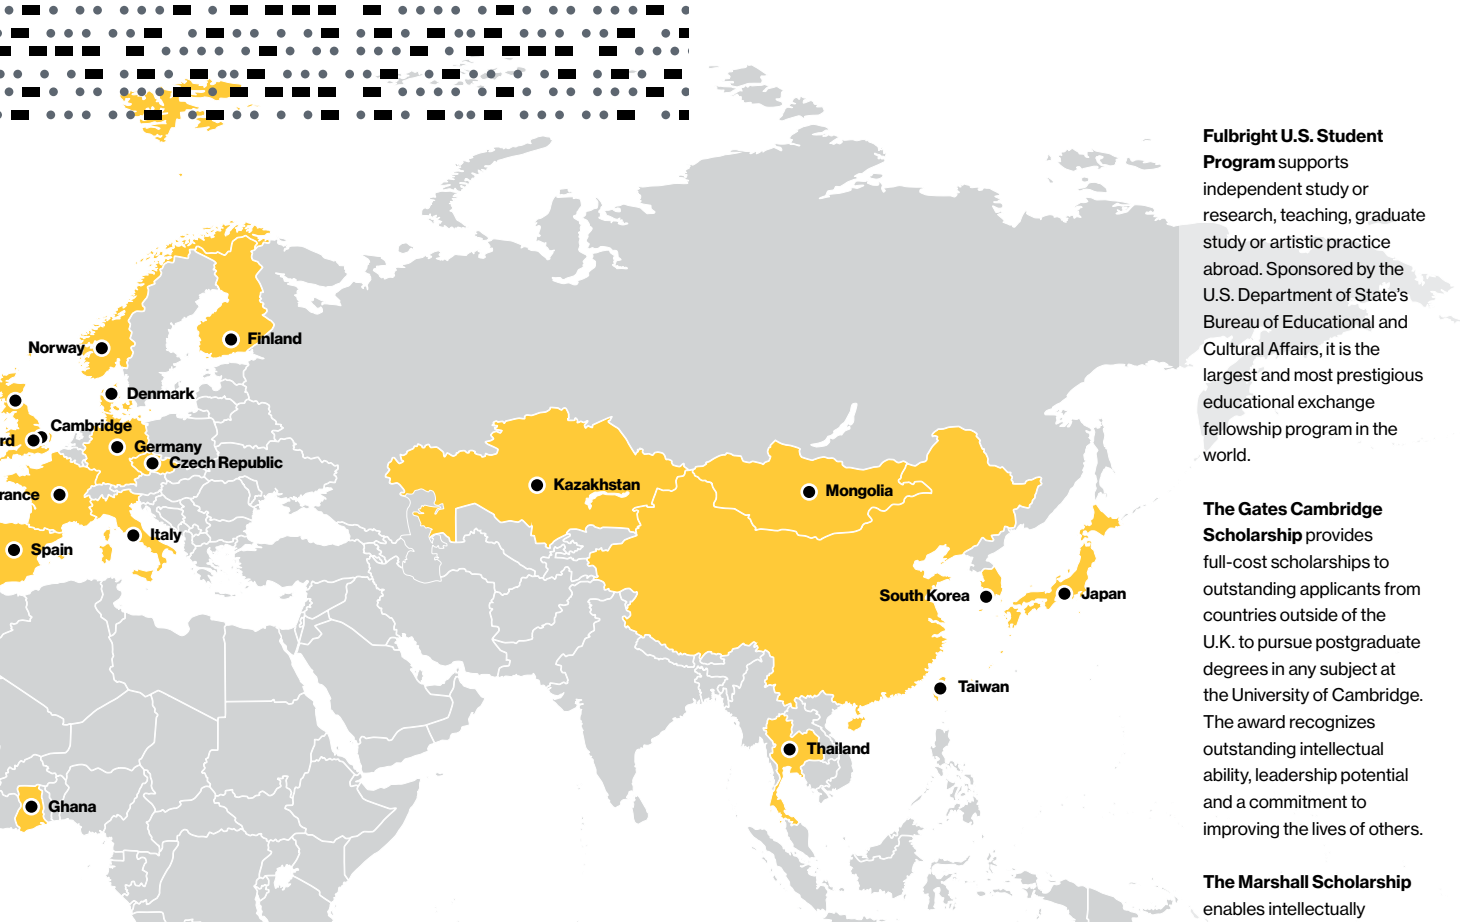 Norway
Finland
Denmark
Cambridge
rd
Germany
Czech Republic
rance
Italy
Spain
Kazakhstan
Mongolia
South Korea
Japan
Taiwan
Thailand
Ghana
Fulbright U.S. Student
Program supports
independent study or
research, teaching, graduate
study or artistic practice
abroad. Sponsored by the
U.S. Department of State’s
Bureau of Educational and
Cultural Affairs, it is the
largest and most prestigious
educational exchange
fellowship program in the
world.
The Gates Cambridge
Scholarship provides
full-cost scholarships to
outstanding applicants from
countries outside of the
U.K. to pursue postgraduate
degrees in any subject at
the University of Cambridge.
The award recognizes
outstanding intellectual
ability, leadership potential
and a commitment to
improving the lives of others.
The Marshall Scholarship
enables intellectually